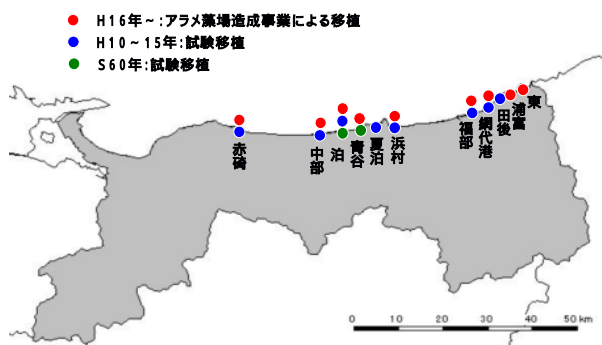 H16年~:アラメ藻場造成事業による移植
H10~15年:試験移植
S60年:試験移植
赤碕
中部
泊
青谷
夏泊
浜村
福部
網代港
田後
浦富
東
0 10 20 30 40 50 km